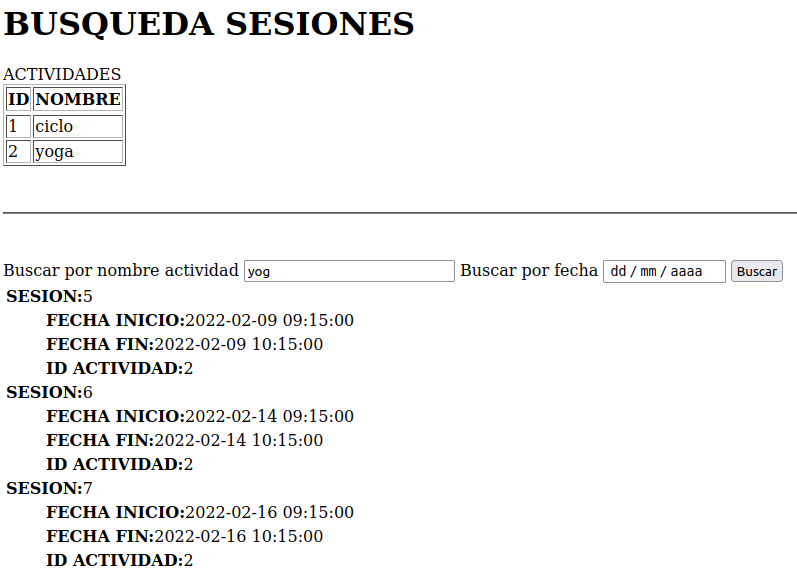 BUSQUEDA SESIONES
ACTIVIDADES
ID NOMBRE
1 ciclo
2 yoga
Buscar por nombre actividad yog Buscar por fecha dd / mm / aaaa Buscar
SESION:5
FECHA INICIO:2022-02-09 09:15:00
FECHA FIN:2022-02-09 10:15:00
ID ACTIVIDAD:2
SESION:6
FECHA INICIO:2022-02-14 09:15:00
FECHA FIN:2022-02-14 10:15:00
ID ACTIVIDAD:2
SESION:7
FECHA INICIO:2022-02-16 09:15:00
FECHA FIN:2022-02-16 10:15:00
ID ACTIVIDAD:2